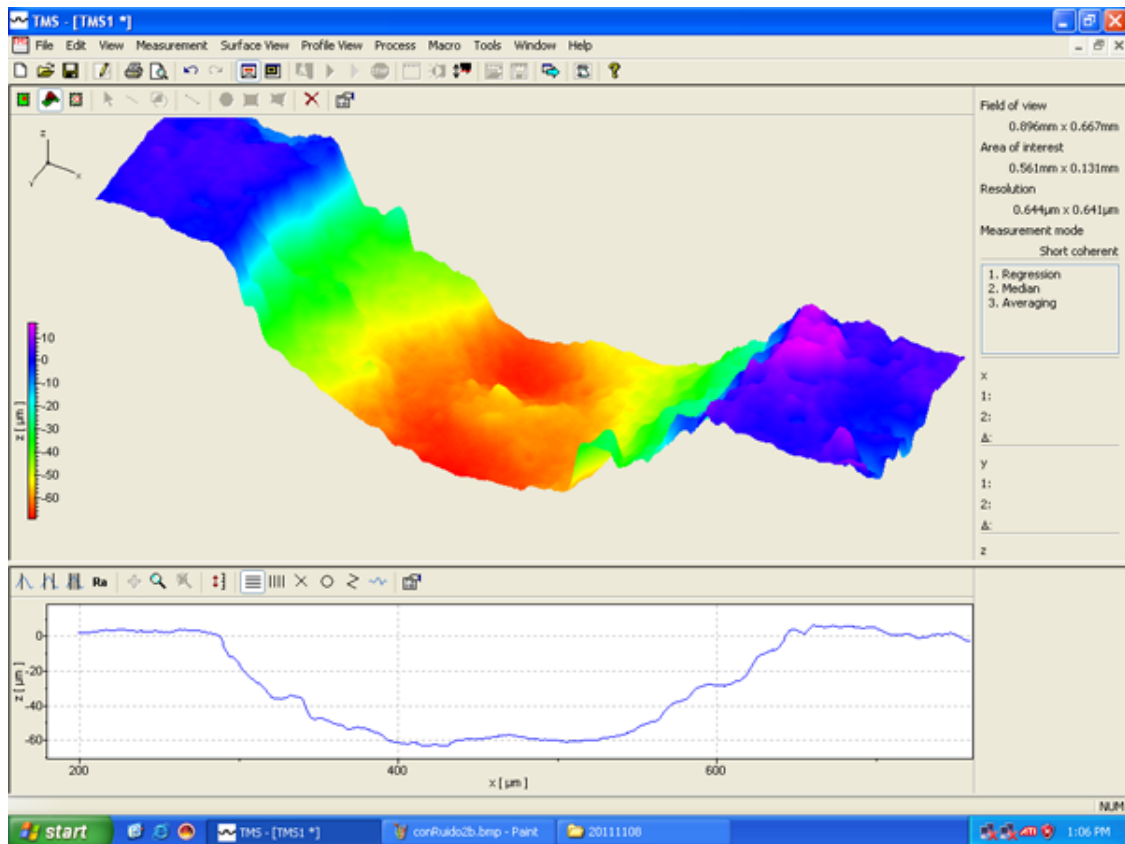 TMS - [TMS1 *]
File Edit View Measurement Surface View Profile View Process Macro Tools Window Help
Field of view
0.896mm x 0.667mm
Area of interest
0.561mm x 0.131mm
Resolution
0.644µm x 0.641µm
Measurement mode
Short coherent
1. Regression
2. Median
3. Averaging
x
1:
2:
Δ:
y
1:
2:
Δ:
z
z
y
x
10
0
-10
-20
-30
-40
-50
-60
z [ µm ]
Ra
0
-20
-40
-60
z [ µm ]
200 400 600
x [ µm ]
NUM
start TMS - [TMS1 *] conRuido2b.bmp - Paint 20111108 ATI 1:06 PM